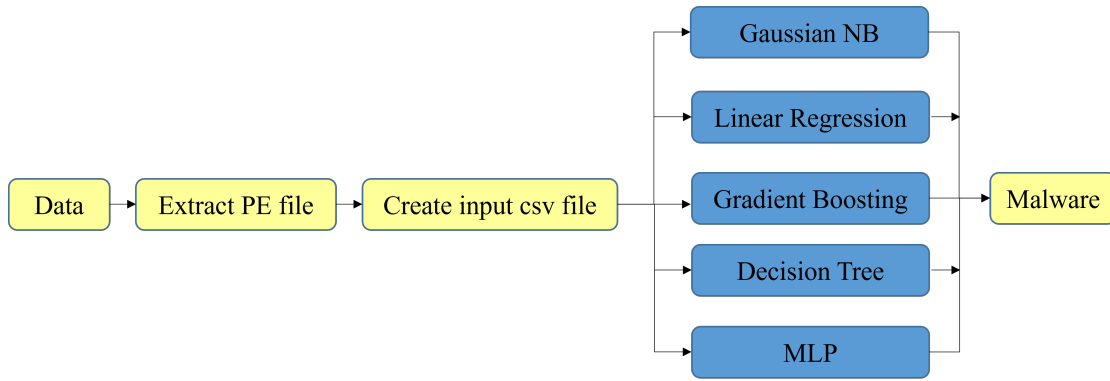 Data
Extract PE file
Create input csv file
Gaussian NB
Linear Regression
Gradient Boosting
Decision Tree
MLP
Malware